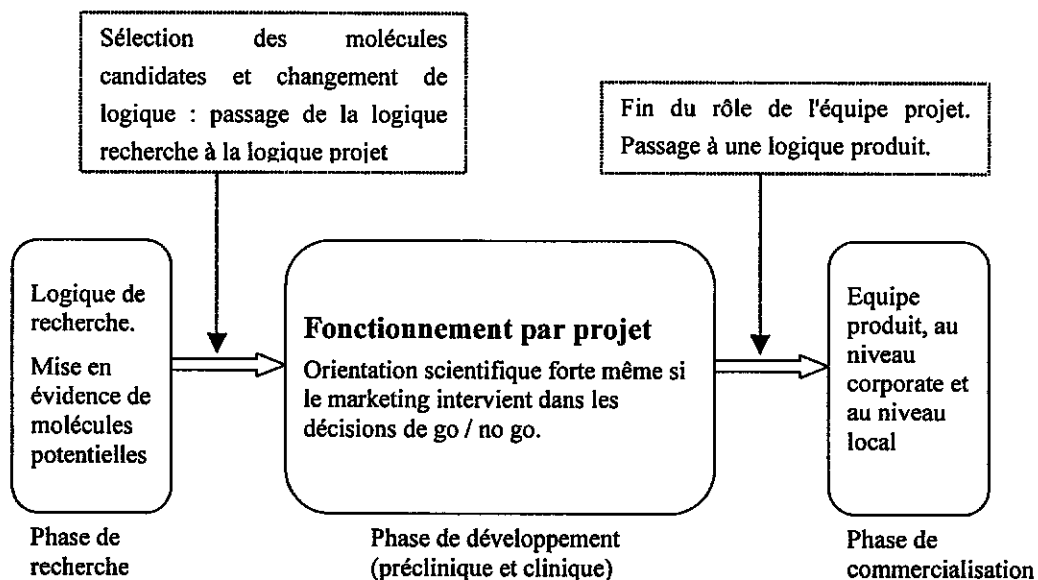 Sélection des molécules
candidates et changement de
logique : passage de la logique
recherche à la logique projet
Fin du rôle de l'équipe projet.
Passage à une logique produit.
Logique de
recherche.
Mise en
évidence de
molécules
potentielles
Fonctionnement par projet
Orientation scientifique forte même si
le marketing intervient dans les
décisions de go / no go.
Equipe
produit, au
niveau
corporate et
au niveau
local
Phase de
recherche
Phase de développement
(préclinique et clinique)
Phase de
commercialisation